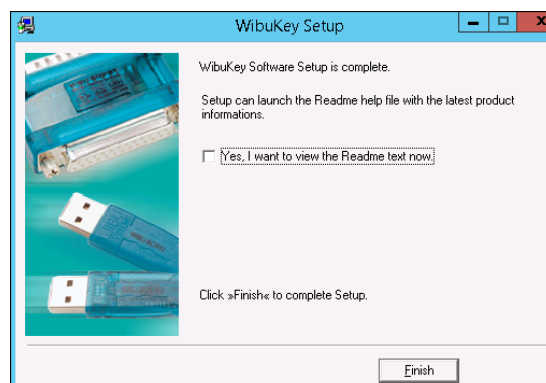 WibuKey Setup
WibuKey Software Setup is complete.
Setup can launch the Readme help file with the latest product
informations.
Yes, I want to view the Readme text now.
Click »Finish« to complete Setup.
Finish